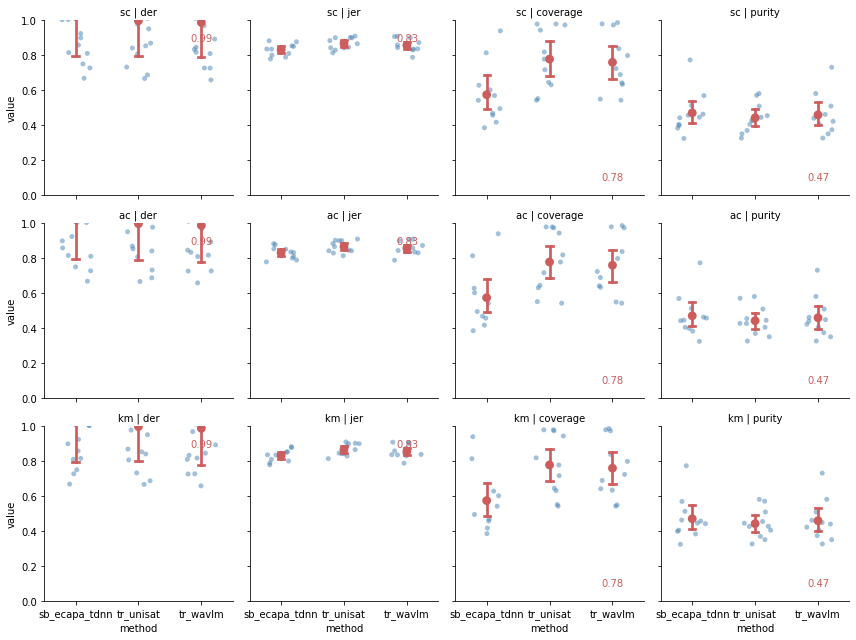 sc | der
sc | jer
sc | coverage
sc | purity
value
1.0
0.8
0.6
0.4
0.2
0.0
0.99
0.83
0.78
0.47
ac | der
ac | jer
ac | coverage
ac | purity
value
1.0
0.8
0.6
0.4
0.2
0.0
0.99
0.83
0.78
0.47
km | der
km | jer
km | coverage
km | purity
value
1.0
0.8
0.6
0.4
0.2
0.0
0.99
0.83
0.78
0.47
sb_ecapa_tdnn tr_unisat tr_wavlm
method
sb_ecapa_tdnn tr_unisat tr_wavlm
method
sb_ecapa_tdnn tr_unisat tr_wavlm
method
sb_ecapa_tdnn tr_unisat tr_wavlm
method